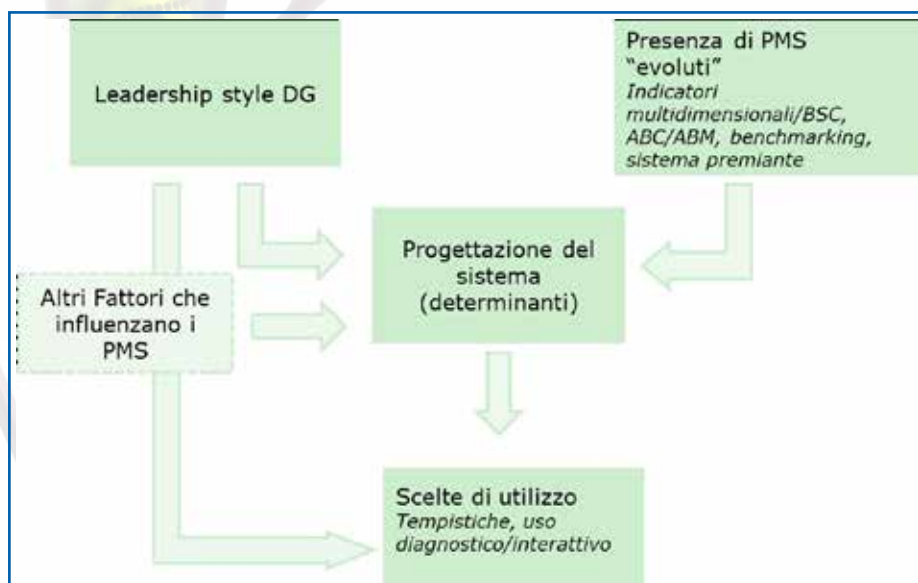 Leadership style DG
Presenza di PMS
“evoluti”
Indicatori
multidimensionali/BSC,
ABC/ABM, benchmarking,
sistema premiante
Progettazione del
sistema
(determinanti)
Altri Fattori che
influenzano i
PMS
Scelte di utilizzo
Tempistiche, uso
diagnostico/interattivo